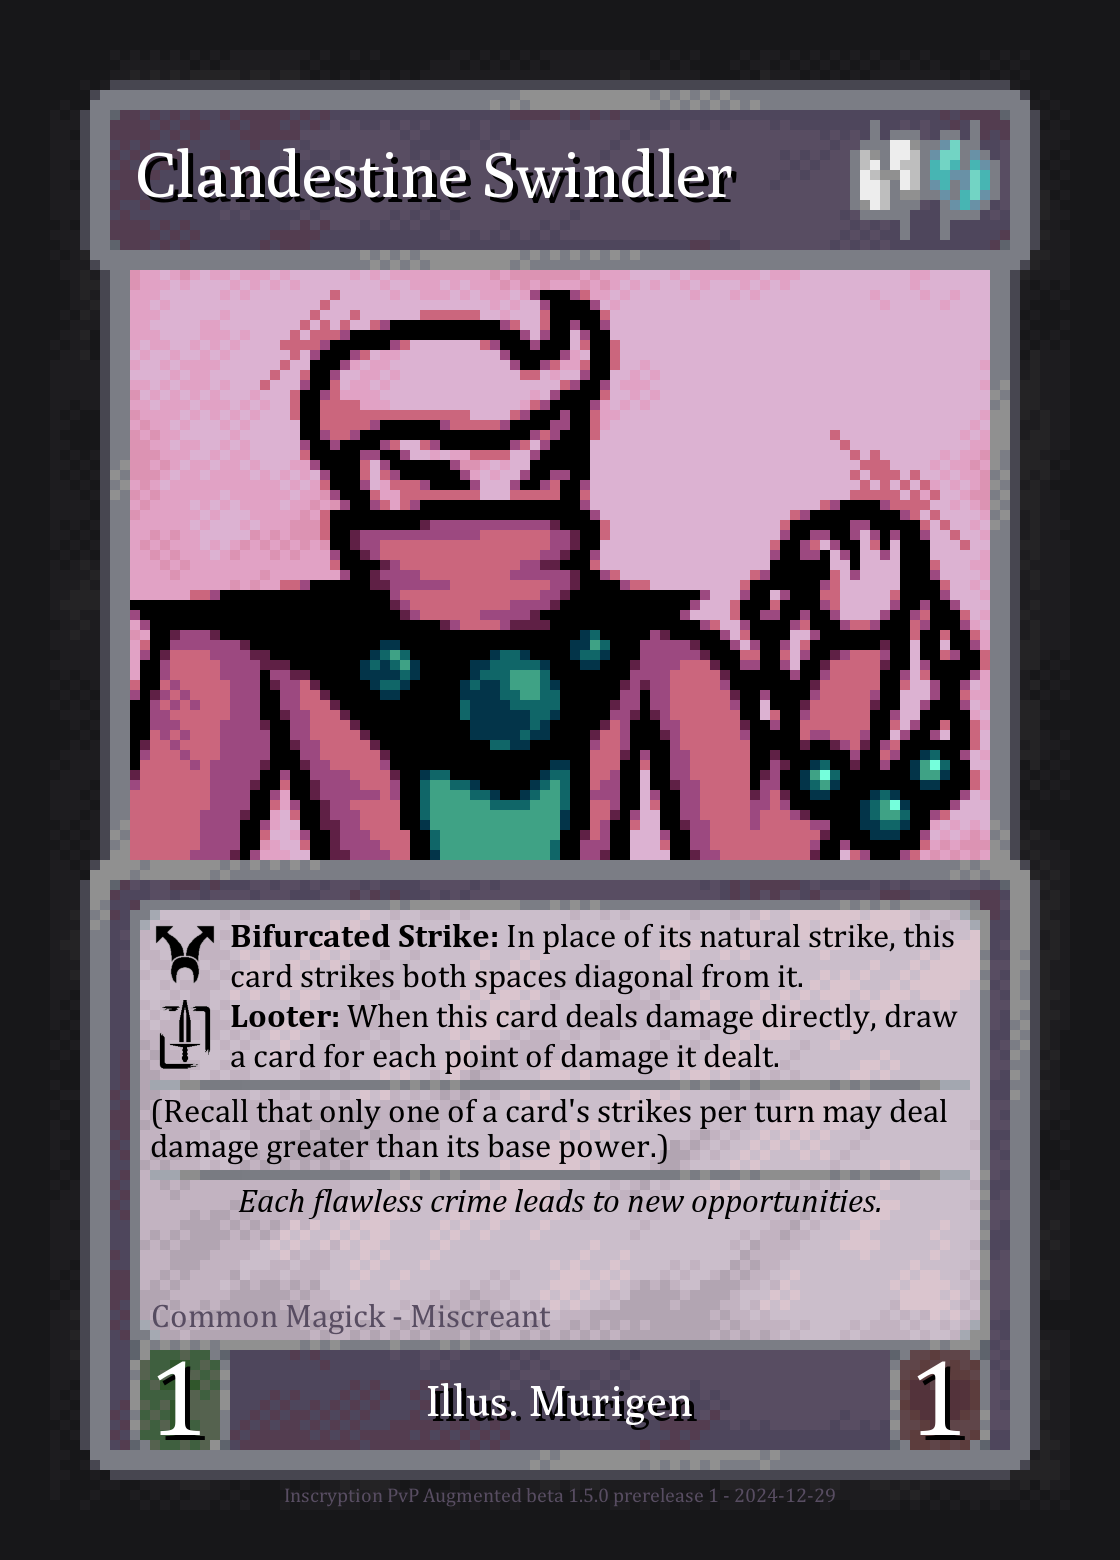 Clandestine Swindler
Bifurcated Strike: In place of its natural strike, this
card strikes both spaces diagonal from it.
Looter: When this card deals damage directly, draw
a card for each point of damage it dealt.
(Recall that only one of a card's strikes per turn may deal
damage greater than its base power.)
Each flawless crime leads to new opportunities.
Common Magick - Miscreant
1
Illus. Murigen
1
Inscryption PvP Augmented beta 1.5.0 prerelease 1 - 2024-12-29